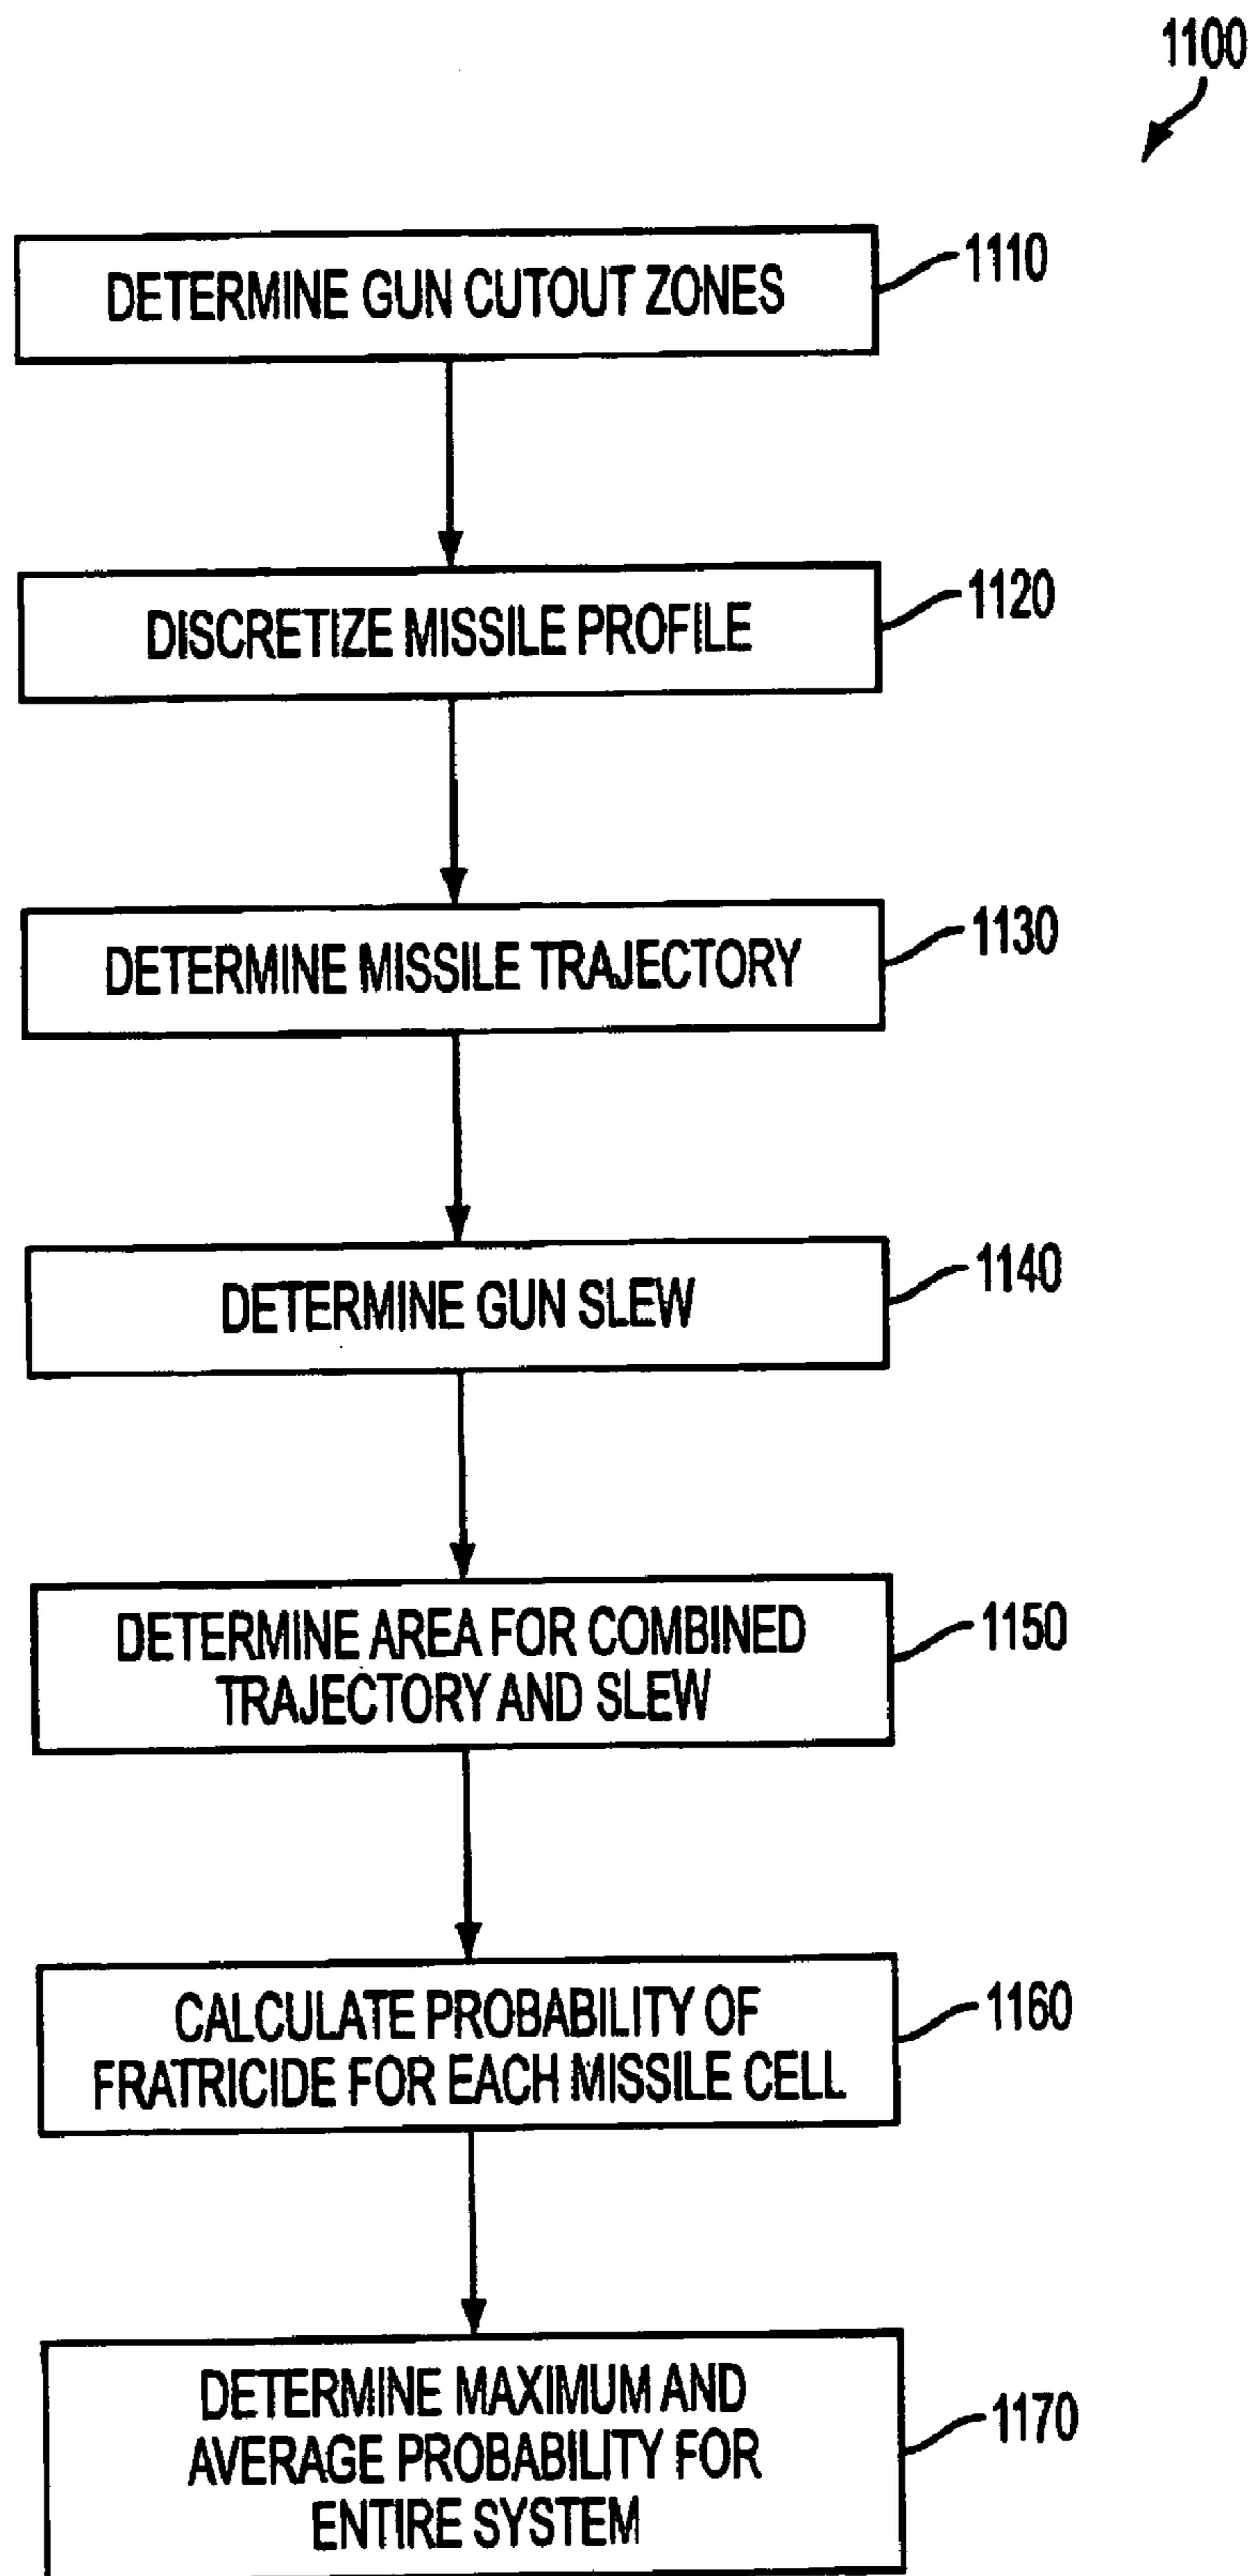 1100
DETERMINE GUN CUTOUT ZONES
1110
DISCRETIZE MISSILE PROFILE
1120
DETERMINE MISSILE TRAJECTORY
1130
DETERMINE GUN SLEW
1140
DETERMINE AREA FOR COMBINED
TRAJECTORY AND SLEW
1150
CALCULATE PROBABILITY OF
FRATRICIDE FOR EACH MISSILE CELL
1160
DETERMINE MAXIMUM AND
AVERAGE PROBABILITY FOR
ENTIRE SYSTEM
1170